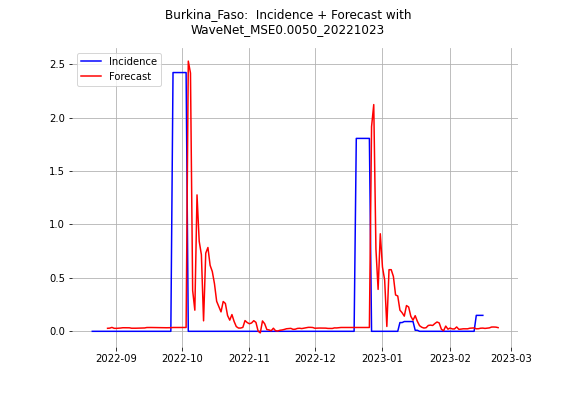 Burkina_Faso:  Incidence + Forecast with
WaveNet_MSE0.0050_20221023
Incidence
Forecast
2.5
2.0
1.5
1.0
0.5
0.0
2022-09 2022-10 2022-11 2022-12 2023-01 2023-02 2023-03